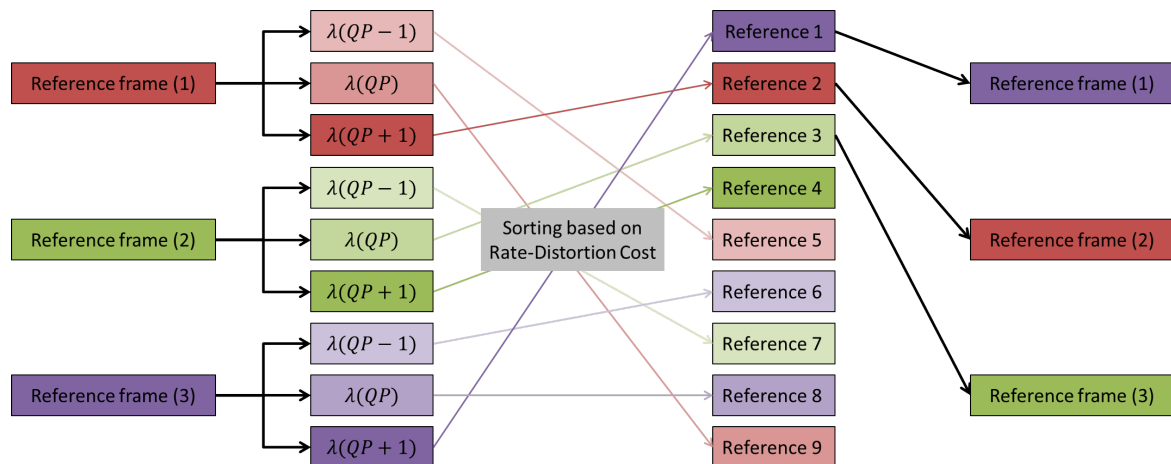 Reference frame (1)
Reference frame (2)
Reference frame (3)
λ(QP − 1)
λ(QP)
λ(QP + 1)
λ(QP − 1)
λ(QP)
λ(QP + 1)
λ(QP − 1)
λ(QP)
λ(QP + 1)
Sorting based on
Rate-Distortion Cost
Reference 1
Reference 2
Reference 3
Reference 4
Reference 5
Reference 6
Reference 7
Reference 8
Reference 9
Reference frame (1)
Reference frame (2)
Reference frame (3)